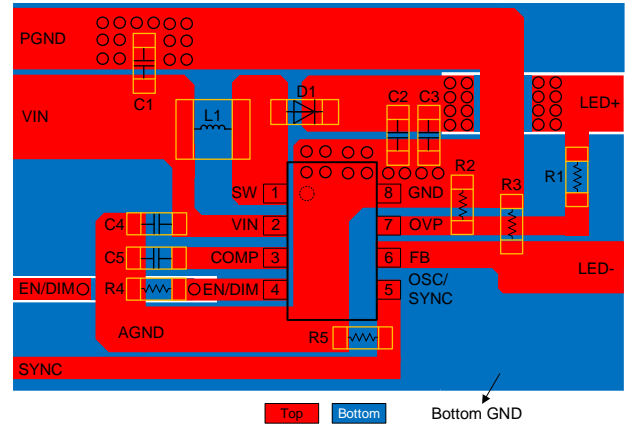 PGND
C1
VIN
L1
D1
C2 C3
LED+
R2
R3
R1
SW 1
8 GND
C4
VIN 2
7 OVP
C5
COMP 3
6 FB
LED-
EN/DIM
R4
EN/DIM 4
5 OSC/
SYNC
AGND
R5
SYNC
Top
Bottom
Bottom GND